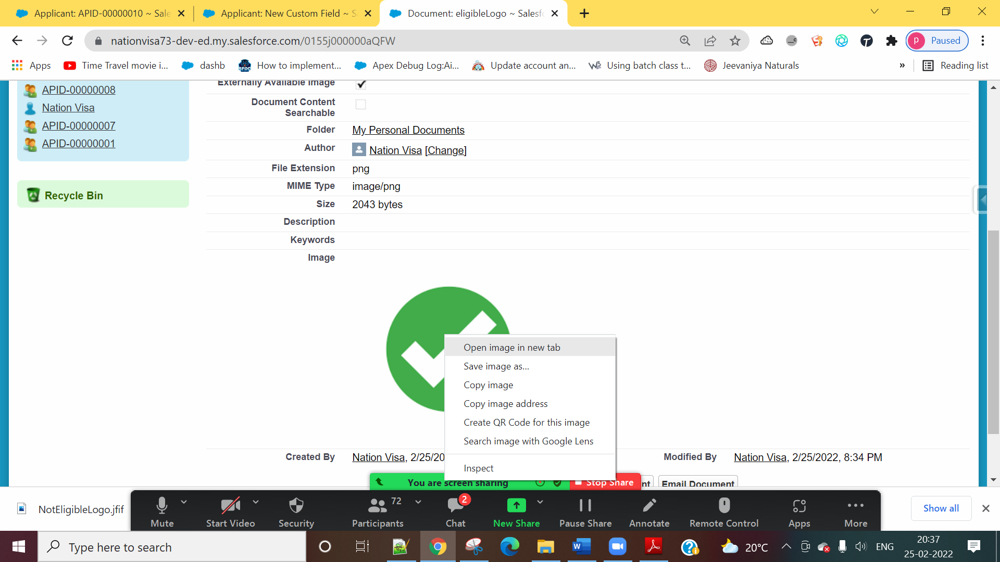 Applicant: APID-00000010 ~ Sale
Applicant: New Custom Field ~ S
Document: eligibleLogo ~ Salesf
nationvisa73-dev-ed.my.salesforce.com/0155j000000aQFW
P
Paused
Apps
Time Travel movie i...
dashb
How to implement...
Apex Debug Log:Ai...
Update account an...
Using batch class t...
Jeevaniya Naturals
»
Reading list
APID-00000008
Nation Visa
APID-00000007
APID-00000001
Recycle Bin
Externally Available Image
Document Content
Searchable
Folder My Personal Documents
Author Nation Visa [Change]
File Extension png
MIME Type image/png
Size 2043 bytes
Description
Keywords
Image
Open image in new tab
Save image as...
Copy image
Copy image address
Create QR Code for this image
Search image with Google Lens
Inspect
Created By Nation Visa, 2/25/20
Modified By Nation Visa, 2/25/2022, 8:34 PM
You are screen sharing
Stop Share
nt
Email Document
NotEligibleLogo.jfif
Mute
Start Video
Security
Participants 72
Chat 2
New Share
Pause Share
Annotate
Remote Control
Apps
More
Show all
Type here to search
20°C
ENG
20:37
25-02-2022